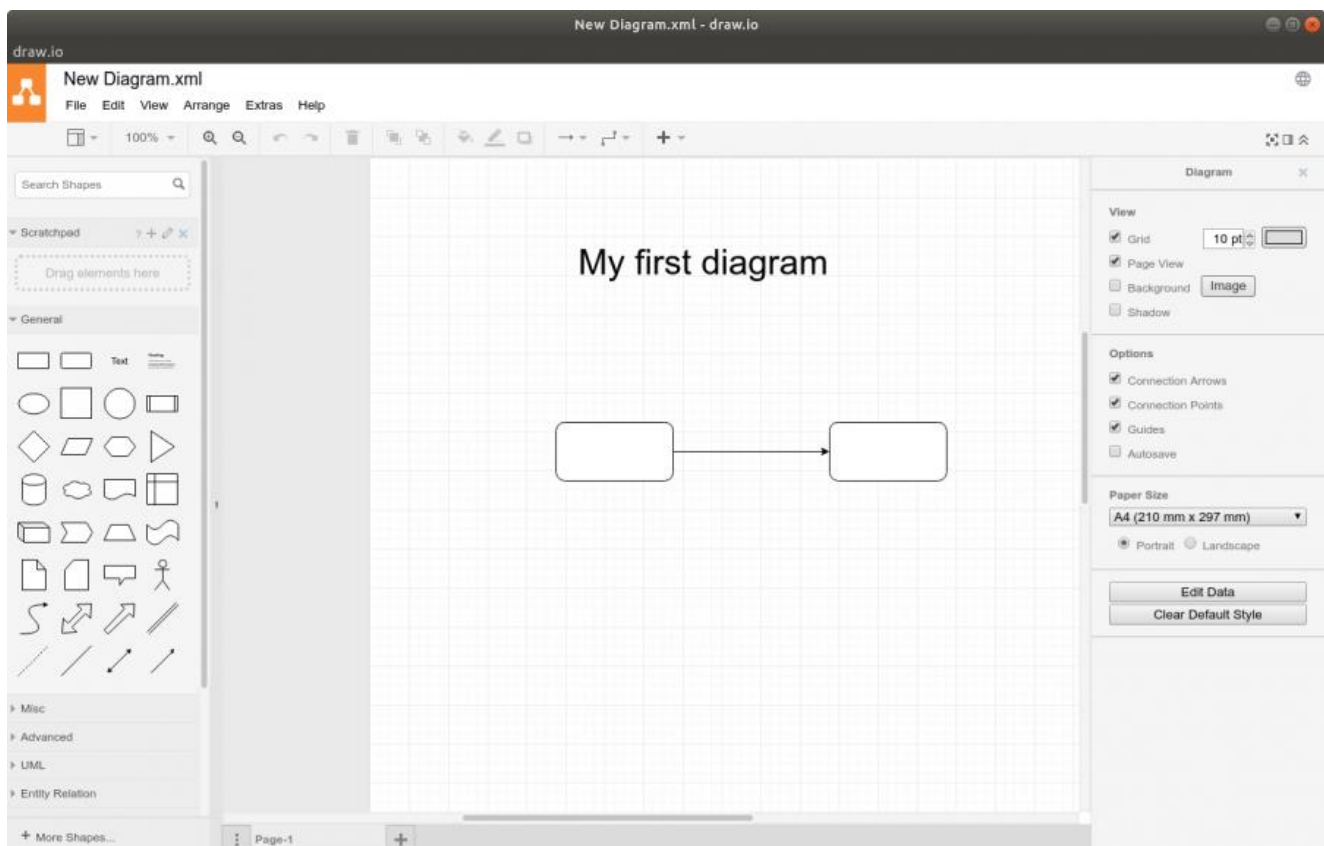 New Diagram.xml - draw.io
draw.io
New Diagram.xml
File Edit View Arrange Extras Help
100%
Search Shapes
Scratchpad ?
Drag elements here
General
Text
Heading
Misc
Advanced
UML
Entity Relation
+ More Shapes...
My first diagram
Page-1
Diagram
View
Grid 10 pt
Page View
Background Image
Shadow
Options
Connection Arrows
Connection Points
Guides
Autosave
Paper Size
A4 (210 mm x 297 mm)
Portrait Landscape
Edit Data
Clear Default Style